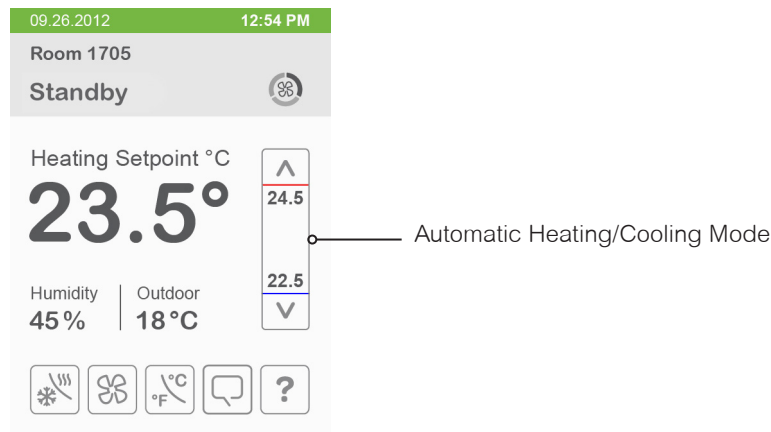 09.26.2012 12:54 PM
Room 1705
Standby
Heating Setpoint °C
23.5°
24.5
Automatic Heating/Cooling Mode
22.5
Humidity Outdoor
45% 18°C
°C
°F
?